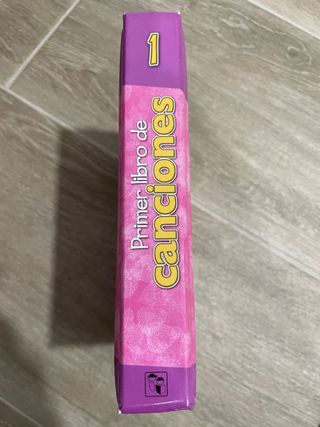 1
Primer libro de
canciones